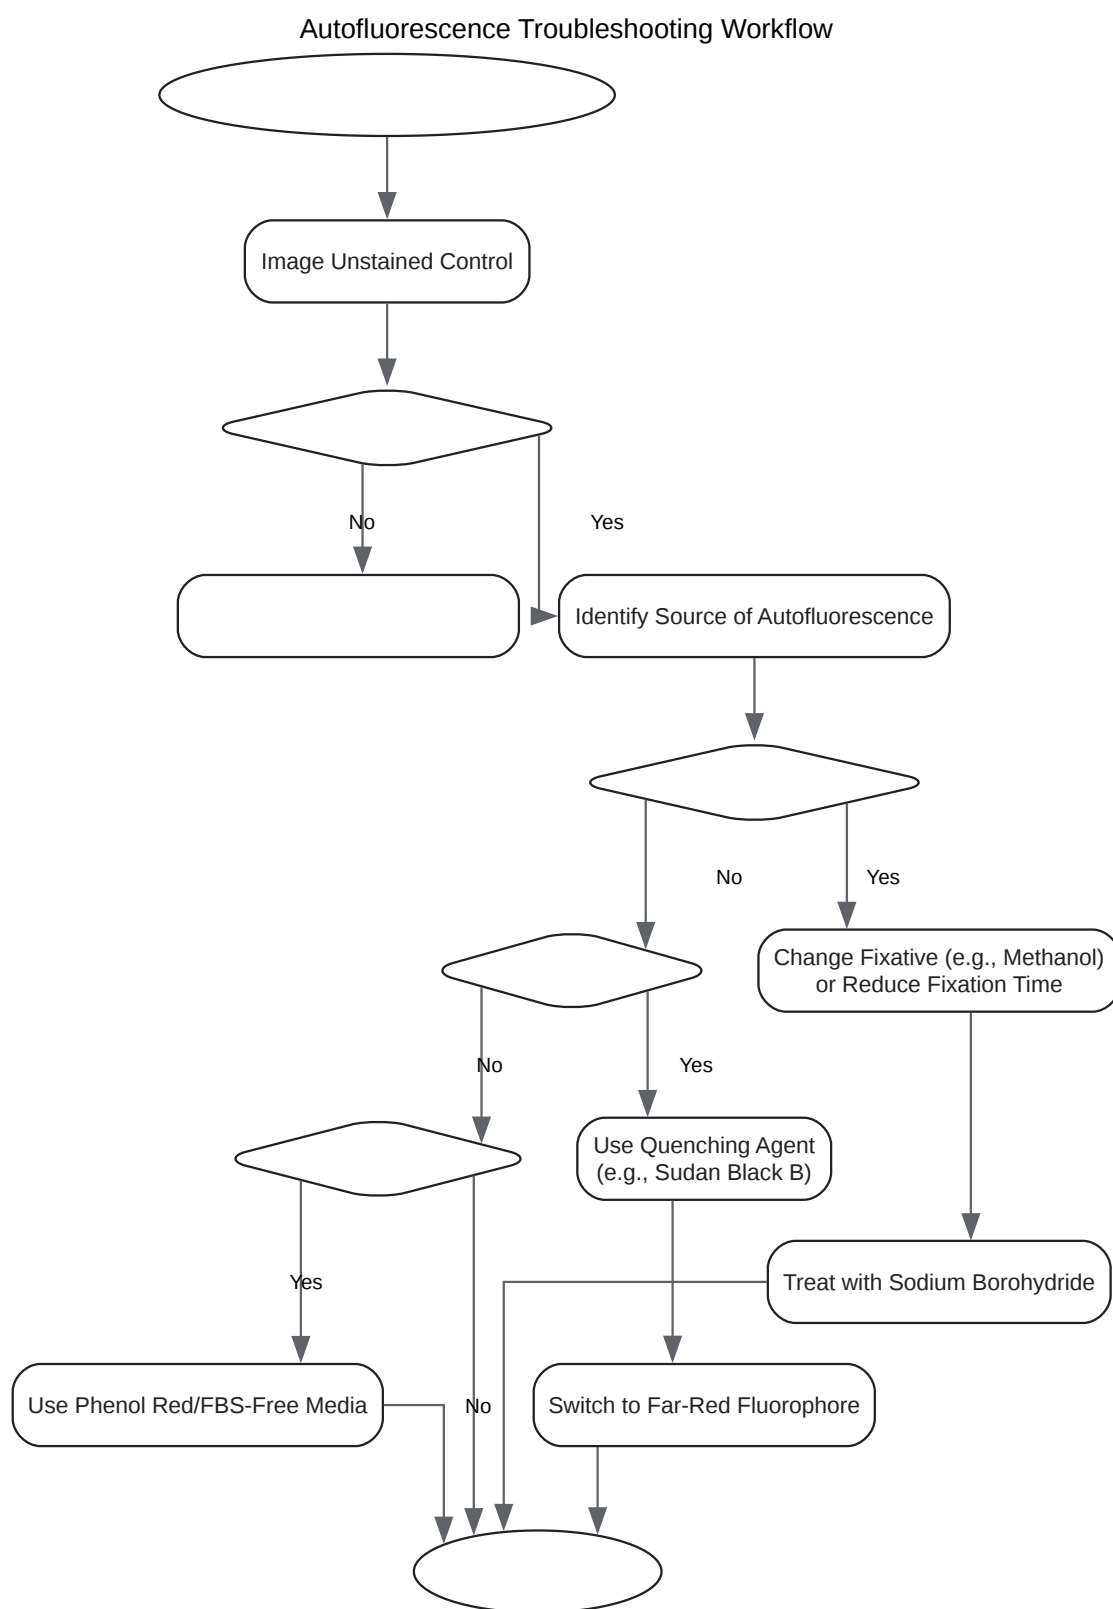 Autofluorescence Troubleshooting Workflow
Image Unstained Control
No
Yes
Identify Source of Autofluorescence
No
Yes
Change Fixative (e.g., Methanol)
or Reduce Fixation Time
No
Yes
Use Quenching Agent
(e.g., Sudan Black B)
Yes
Treat with Sodium Borohydride
Use Phenol Red/FBS-Free Media
No
Switch to Far-Red Fluorophore